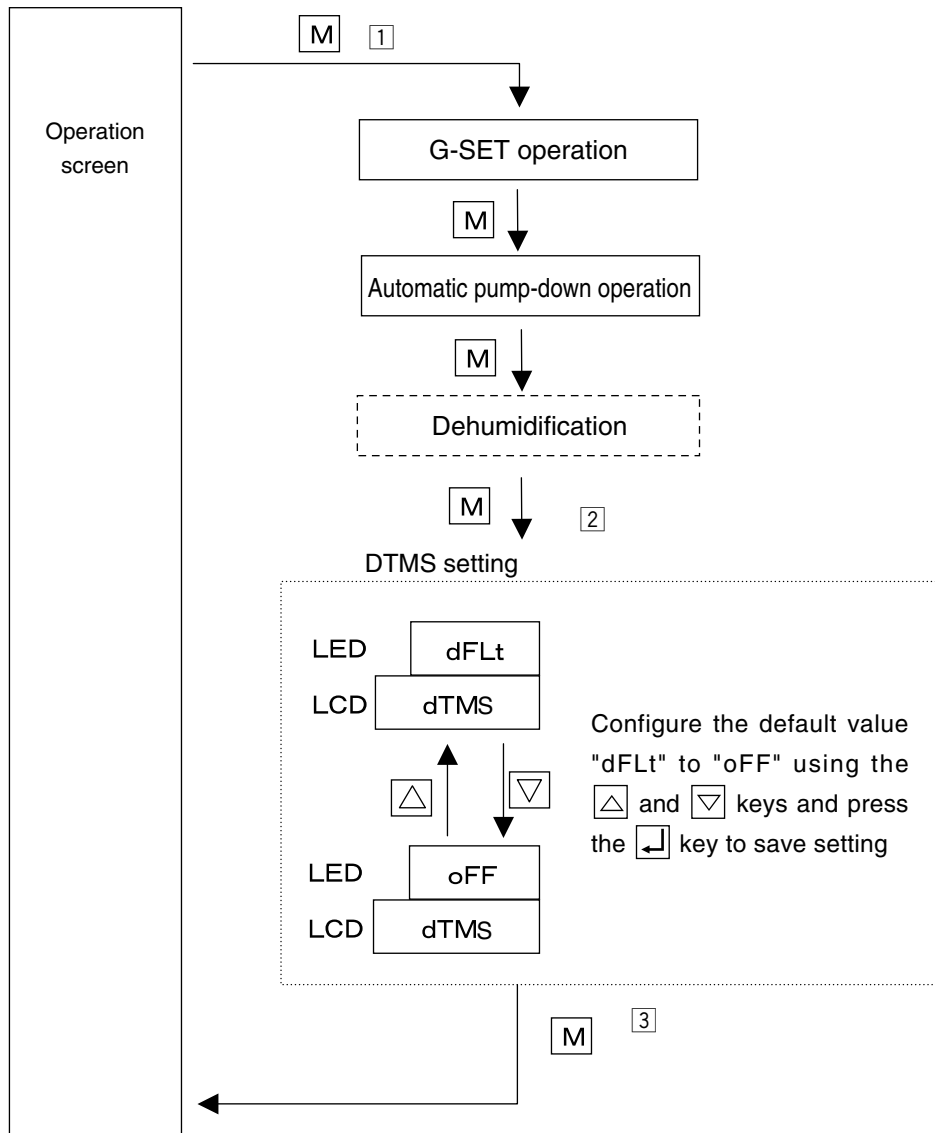 M 1
Operation
screen
G-SET operation
M
Automatic pump-down operation
M
Dehumidification
M 2
DTMS setting
LED dFLt
LCD dTMS
Configure the default value
"dFLt" to "oFF" using the
△ and ▽ keys and press
the ↵ key to save setting
△ ▽
LED oFF
LCD dTMS
M 3